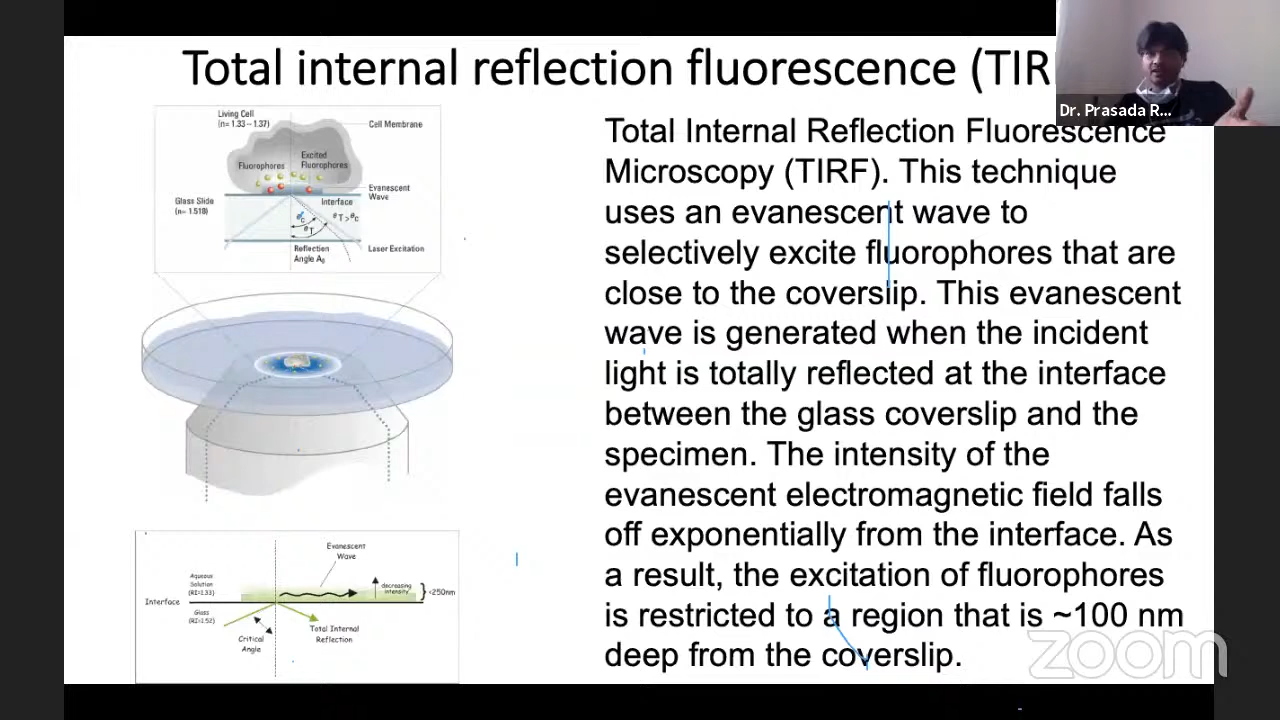 Total internal reflection fluorescence (TIR
Dr. Prasada R...
Living Cell
(n= 1.33 – 1.37)
Cell Membrane
Fluorophores
Excited
Fluorophores
Evanescent
Wave
Glass Slide
(n= 1.518)
Interface
θc
θT > θc
θT
Reflection
Angle A₀
Laser Excitation
Total Internal Reflection Fluorescence
Microscopy (TIRF). This technique
uses an evanescent wave to
selectively excite fluorophores that are
close to the coverslip. This evanescent
wave is generated when the incident
light is totally reflected at the interface
between the glass coverslip and the
specimen. The intensity of the
evanescent electromagnetic field falls
off exponentially from the interface. As
a result, the excitation of fluorophores
is restricted to a region that is ~100 nm
deep from the coverslip.
Evanescent
Wave
Aqueous
Solution
(RI=1.33)
decreasing
intensity
<250nm
Interface
Glass
(RI=1.52)
Critical
Angle
Total Internal
Reflection
zoom